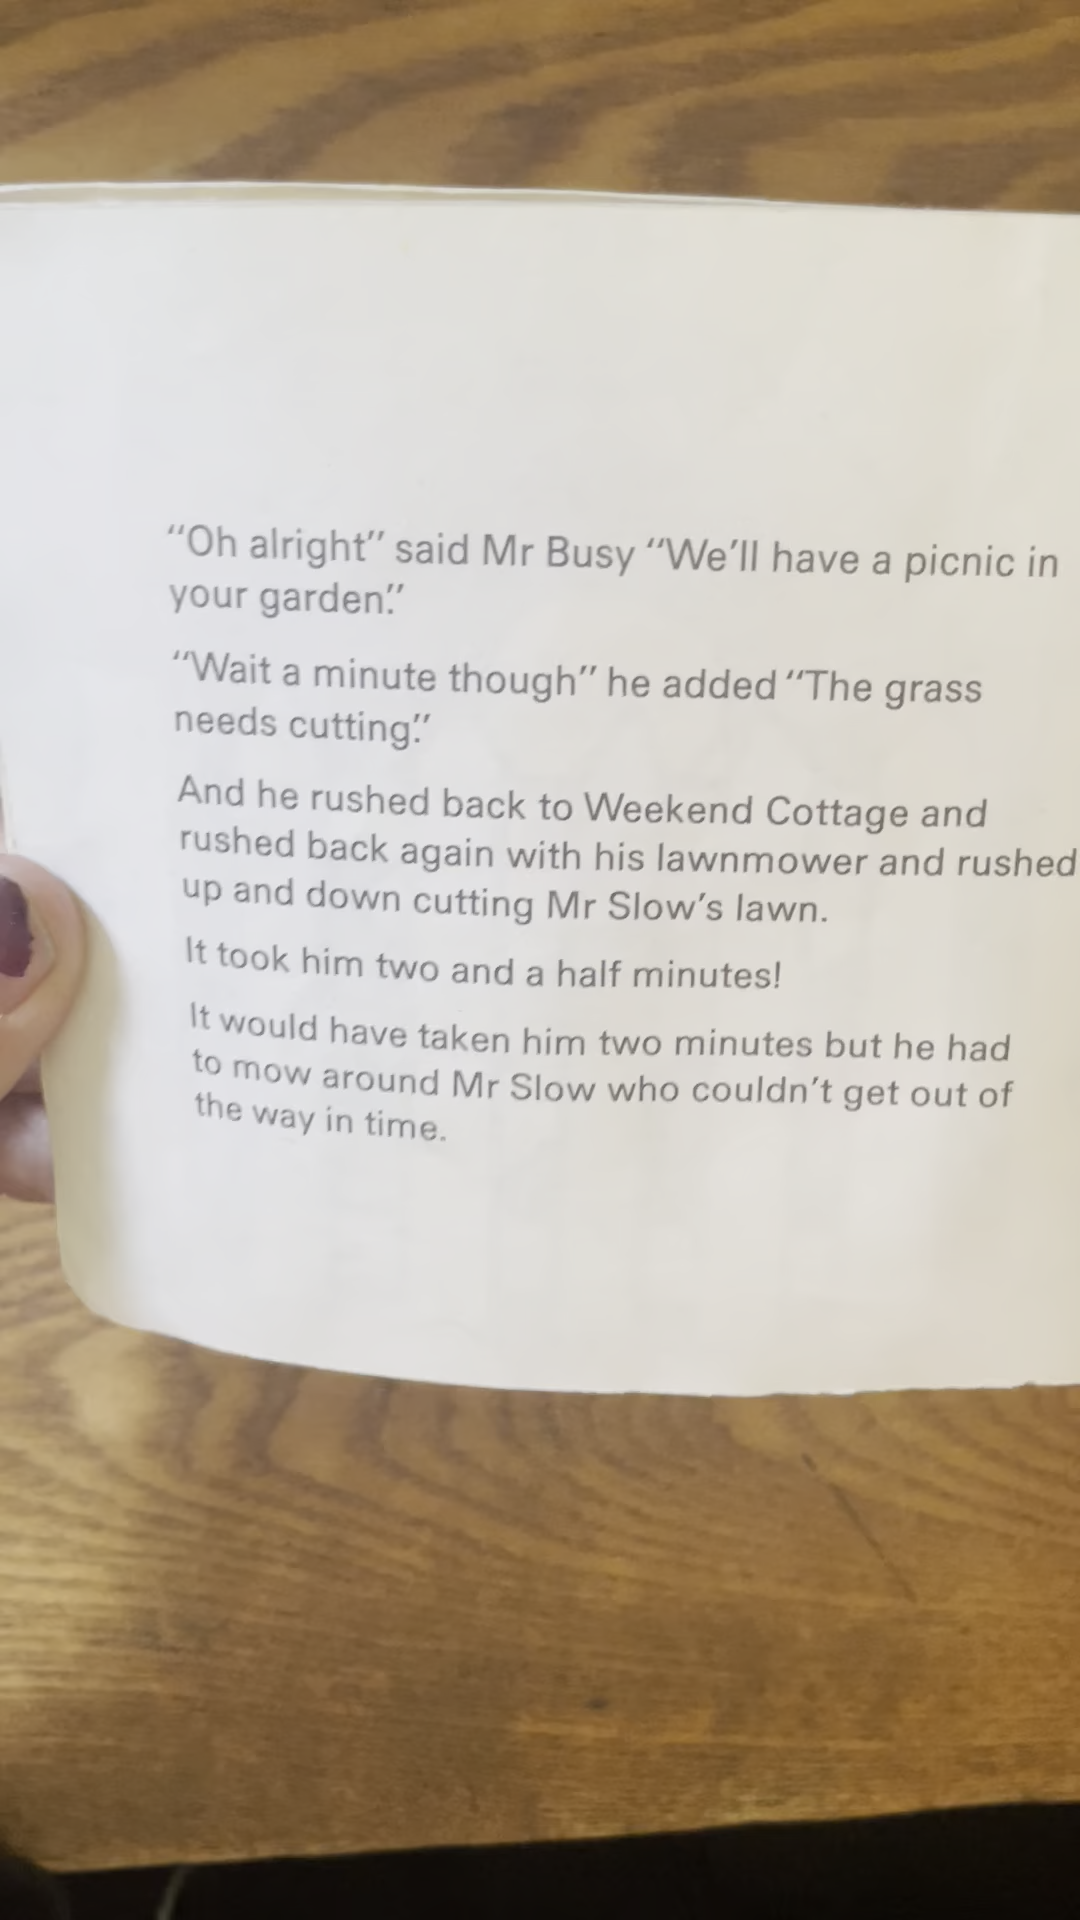 “Oh alright” said Mr Busy “We’ll have a picnic in
your garden.”
“Wait a minute though” he added “The grass
needs cutting.”
And he rushed back to Weekend Cottage and
rushed back again with his lawnmower and rushed
up and down cutting Mr Slow’s lawn.
It took him two and a half minutes!
It would have taken him two minutes but he had
to mow around Mr Slow who couldn’t get out of
the way in time.